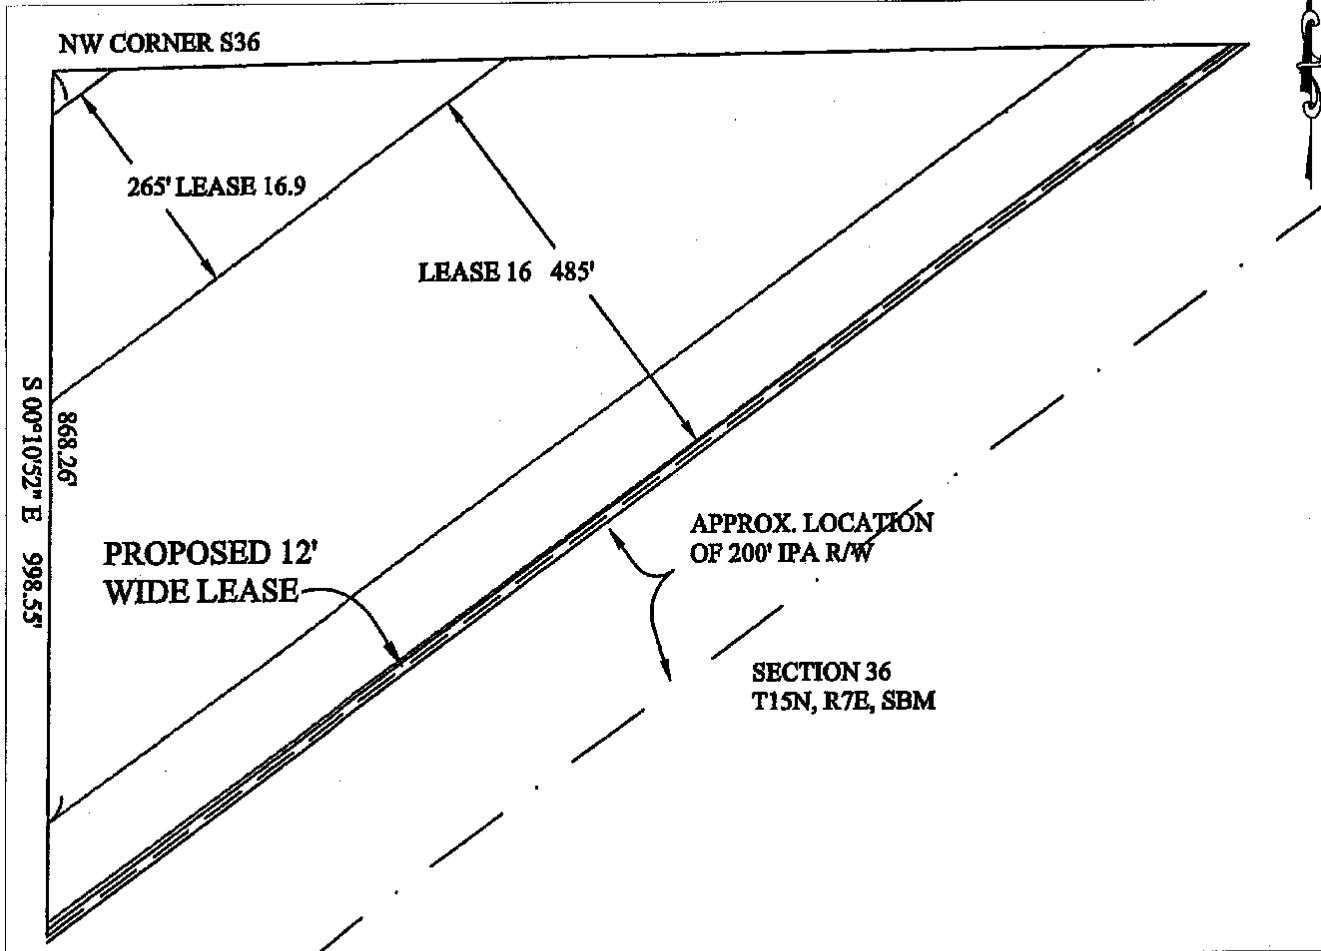 NW CORNER S36
265' LEASE 16.9
LEASE 16 485'
868.26'
S 00°10'52" E 998.55'
APPROX. LOCATION
OF 200' IPA R/W
PROPOSED 12'
WIDE LEASE
SECTION 36
T15N, R7E, SBM